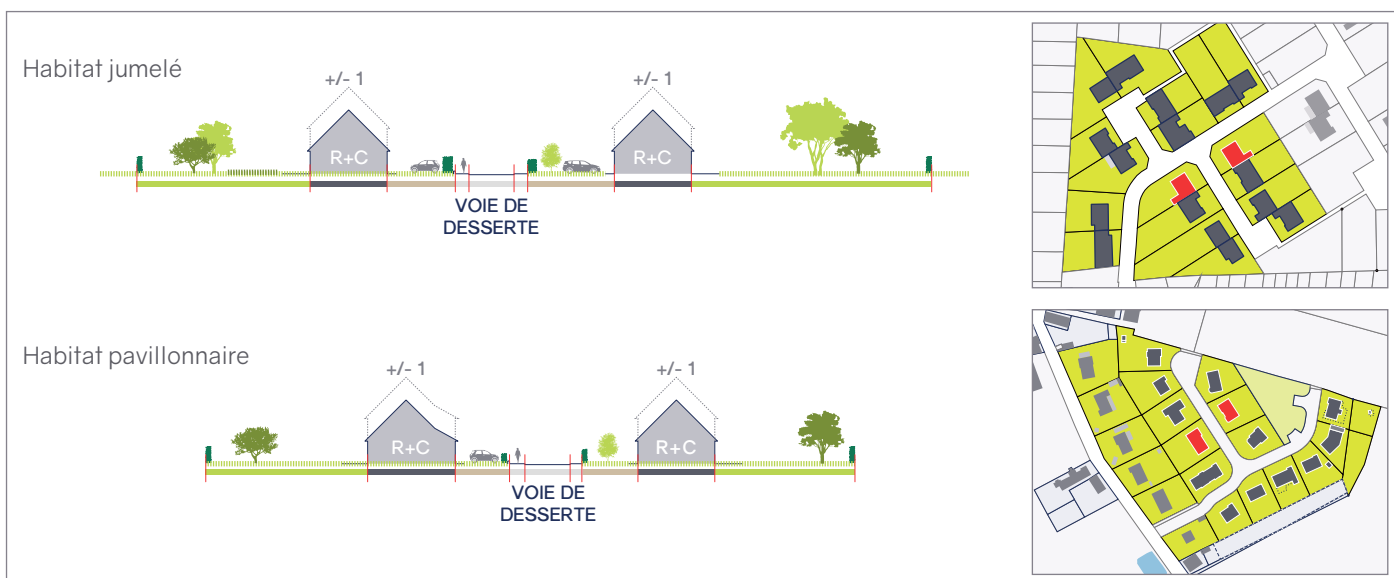 Habitat jumelé
+/- 1
+/- 1
R+C
R+C
VOIE DE
DESSERTE
Habitat pavillonnaire
+/- 1
+/- 1
R+C
R+C
VOIE DE
DESSERTE